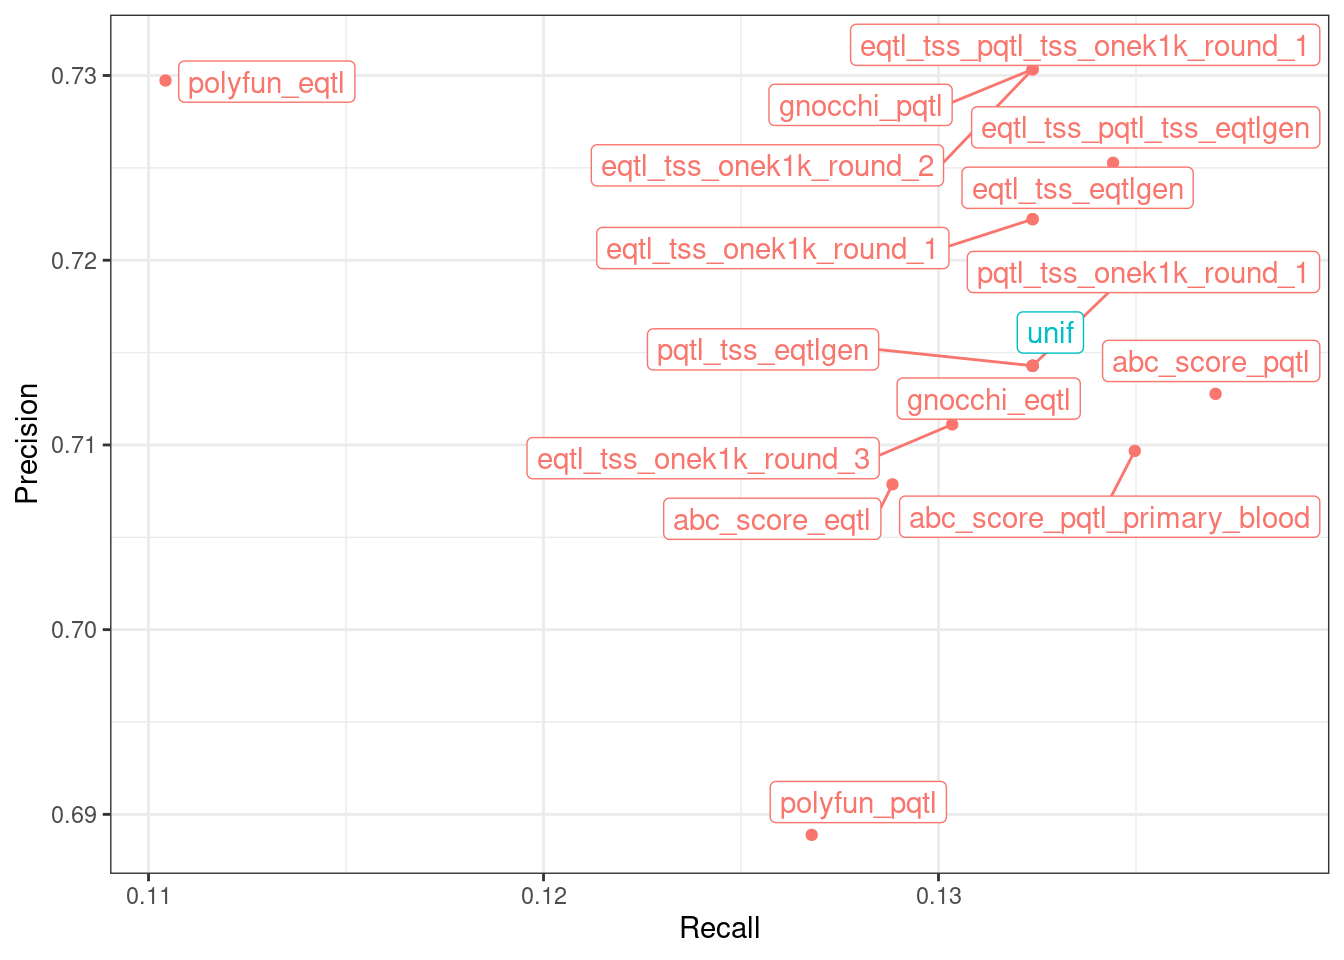 eqtl_tss_pqtl_tss_onek1k_round_1
0.73
polyfun_eqtl
gnocchi_pqtl
eqtl_tss_pqtl_tss_eqtlgen
eqtl_tss_onek1k_round_2
eqtl_tss_eqtlgen
eqtl_tss_onek1k_round_1
0.72
pqtl_tss_onek1k_round_1
unif
pqtl_tss_eqtlgen
abc_score_pqtl
gnocchi_eqtl
Precision
0.71
eqtl_tss_onek1k_round_3
abc_score_eqtl
abc_score_pqtl_primary_blood
0.70
polyfun_pqtl
0.69
0.11
0.12
0.13
Recall